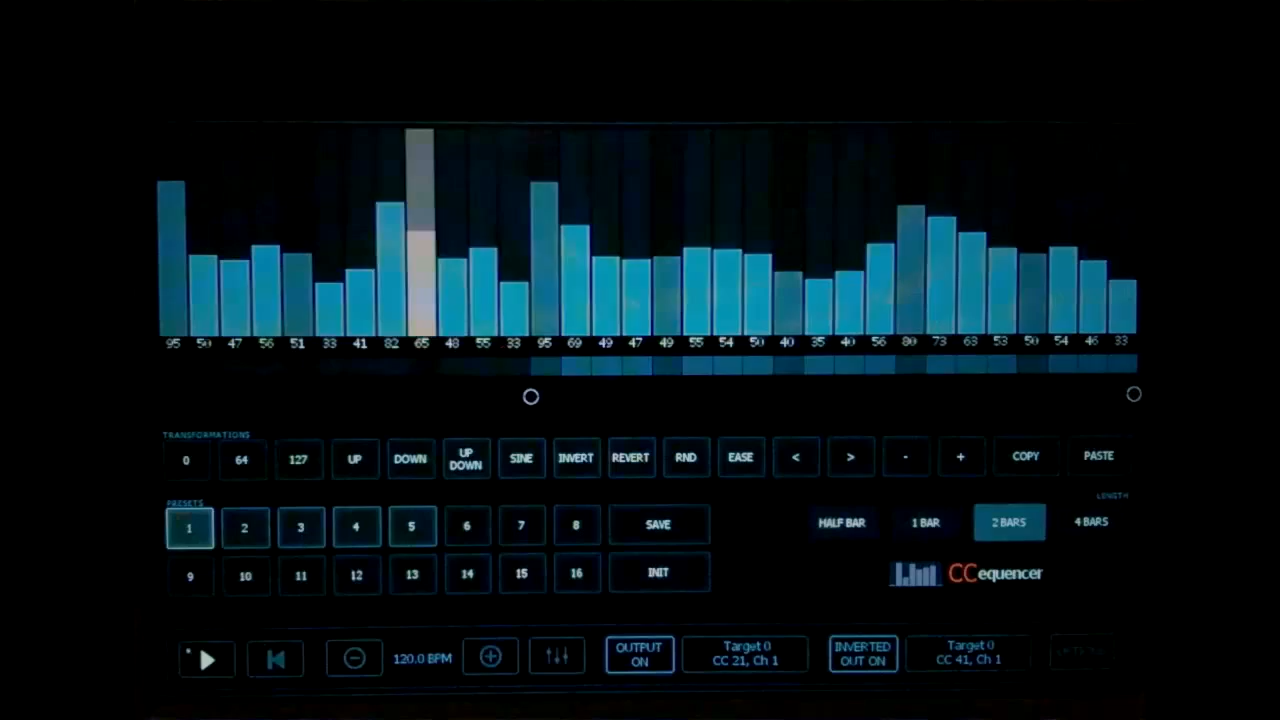 95 50 47 56 51 33 41 82 65 48 55 33 95 69 49 47 49 55 54 50 40 35 40 56 80 73 63 53 50 54 46 33
TRANSFORMATIONS
0 64 127 UP DOWN UP DOWN SINE INVERT REVERT RND EASE < > - + COPY PASTE
PRESETS LENGTH
1 2 3 4 5 6 7 8 SAVE HALF BAR 1 BAR 2 BARS 4 BARS
9 10 11 12 13 14 15 16 INIT CCequencer
120.0 BPM OUTPUT ON Target 0 CC 21, Ch 1 INVERTED OUT ON Target 0 CC 41, Ch 1